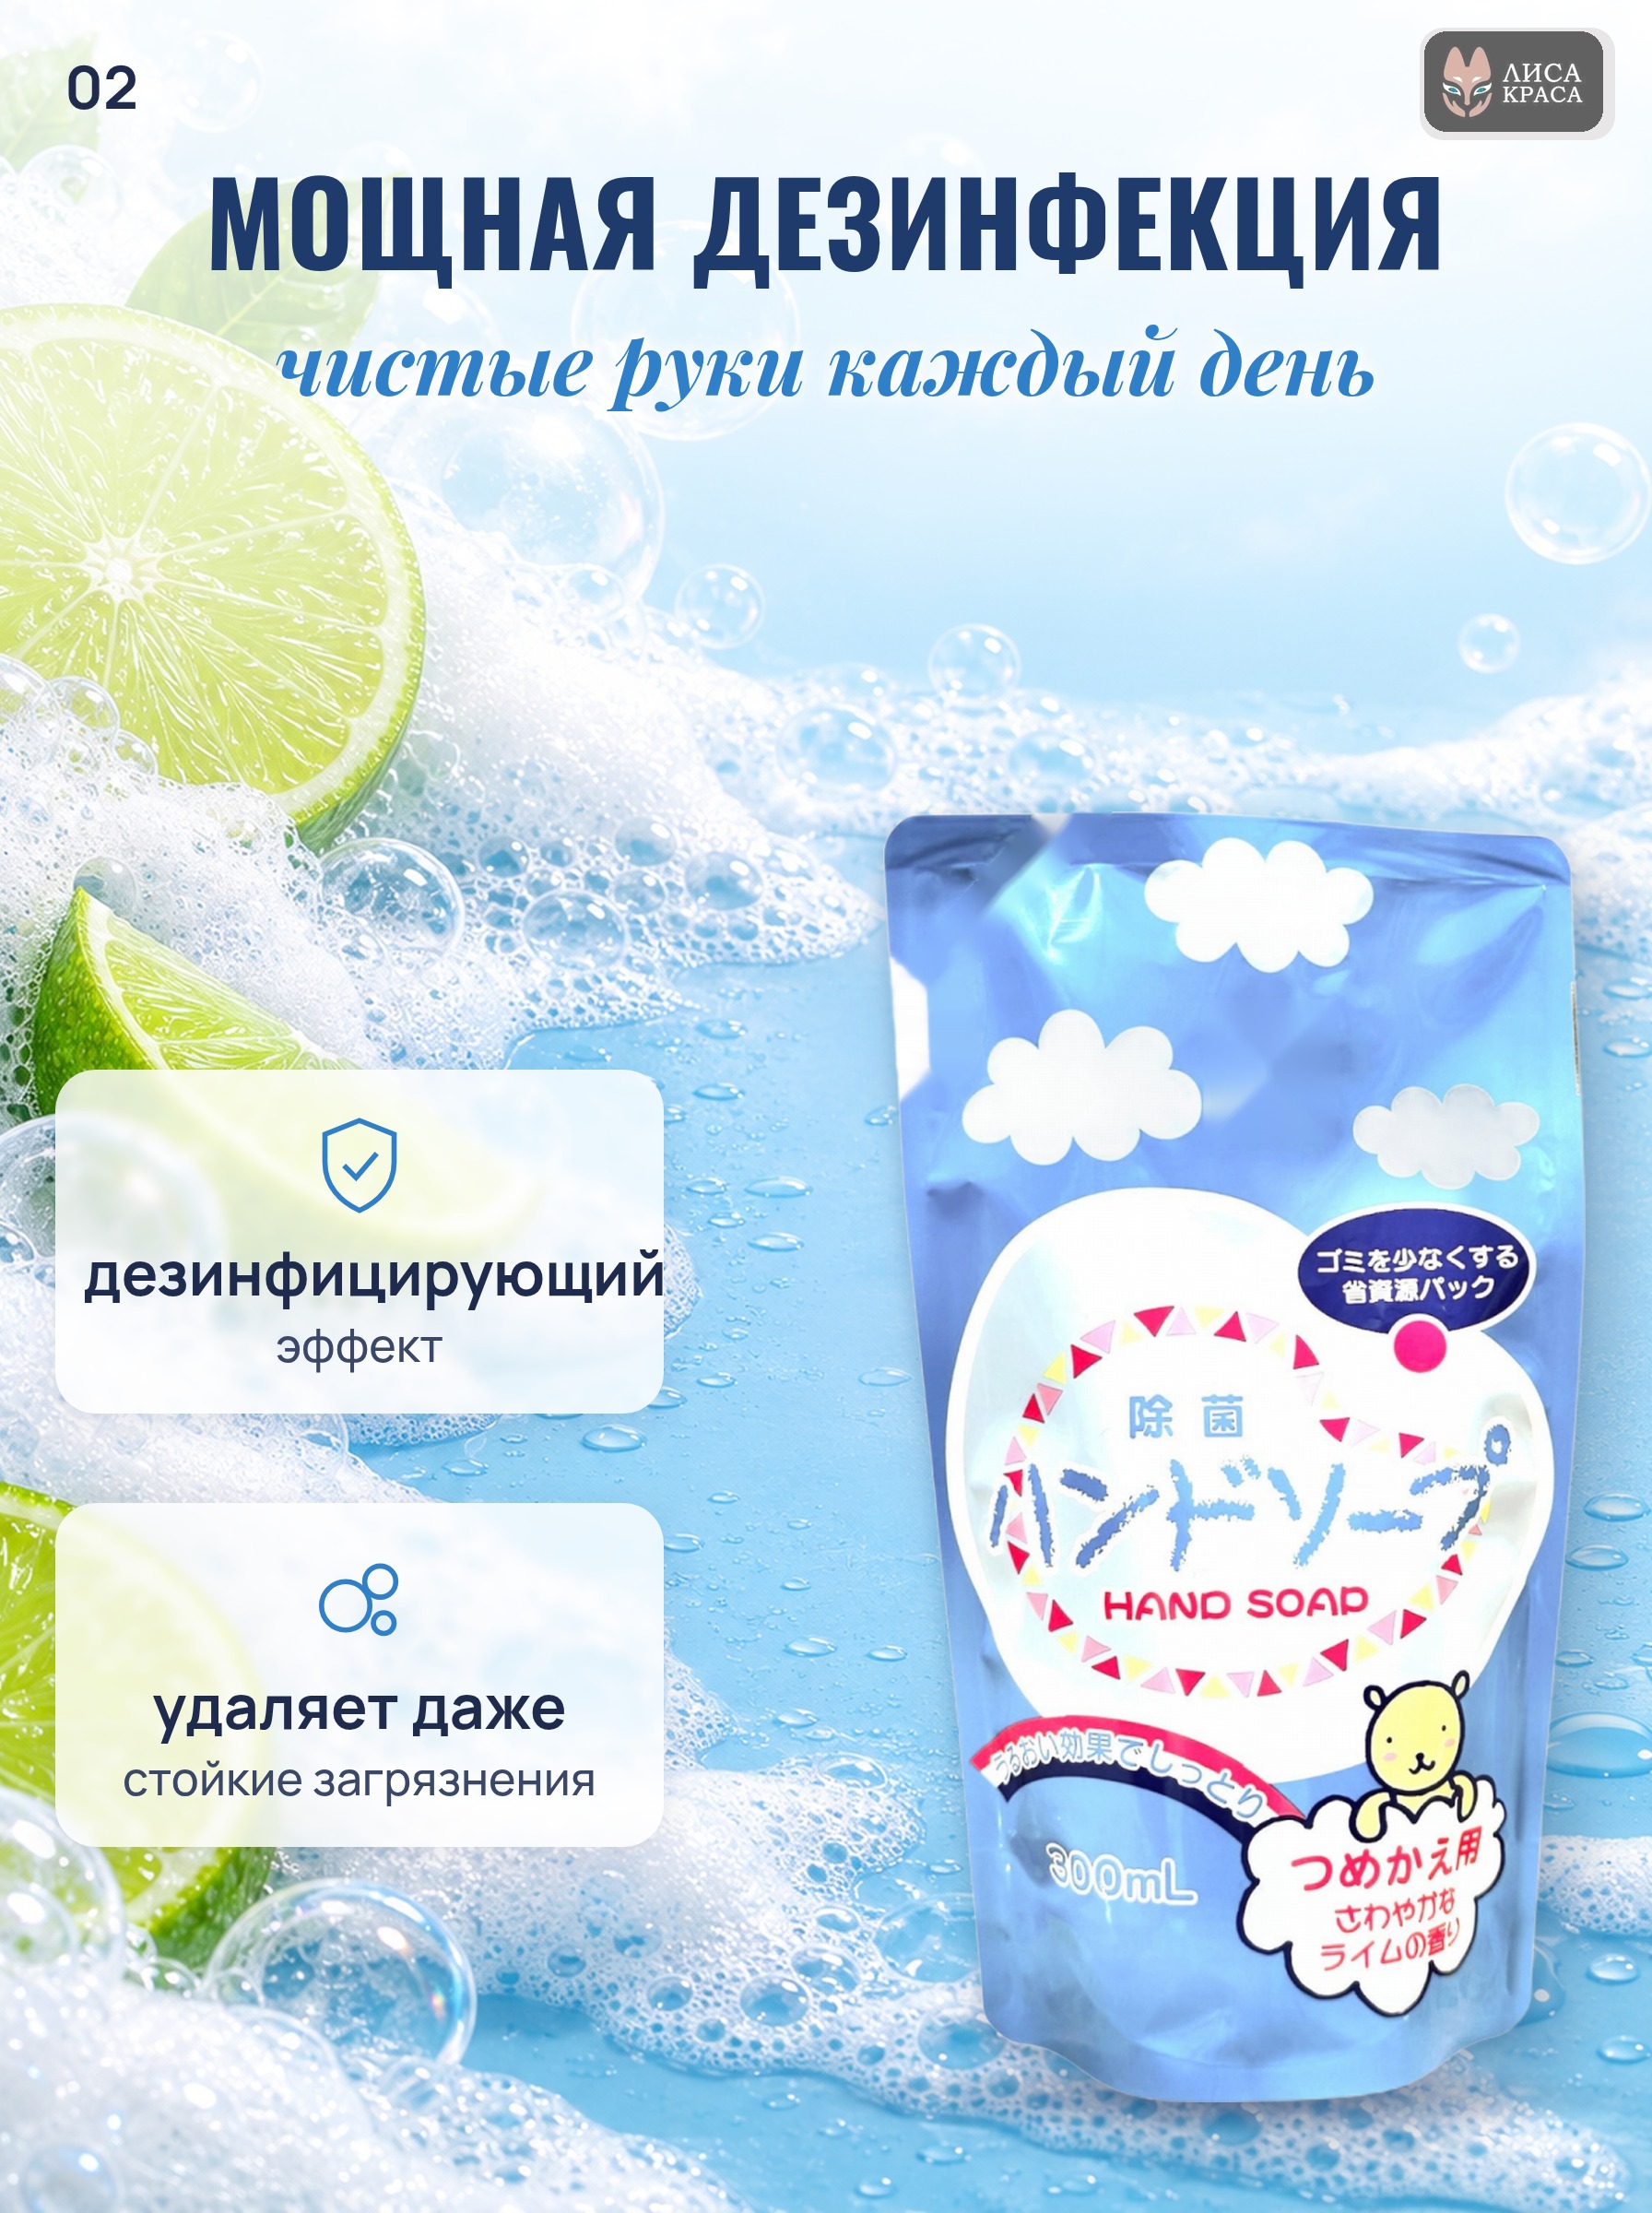 02
ЛИСА
КРАСА
МОЩНАЯ ДЕЗИНФЕКЦИЯ
чистые руки каждый день
дезинфицирующий
эффект
удаляет даже
стойкие загрязнения
ゴミを少なくする
省資源パック
除菌
ハンドソープ
HAND SOAP
うるおい効果でしっとり
300mL
つめかえ用
さわやかな
ライムの香り